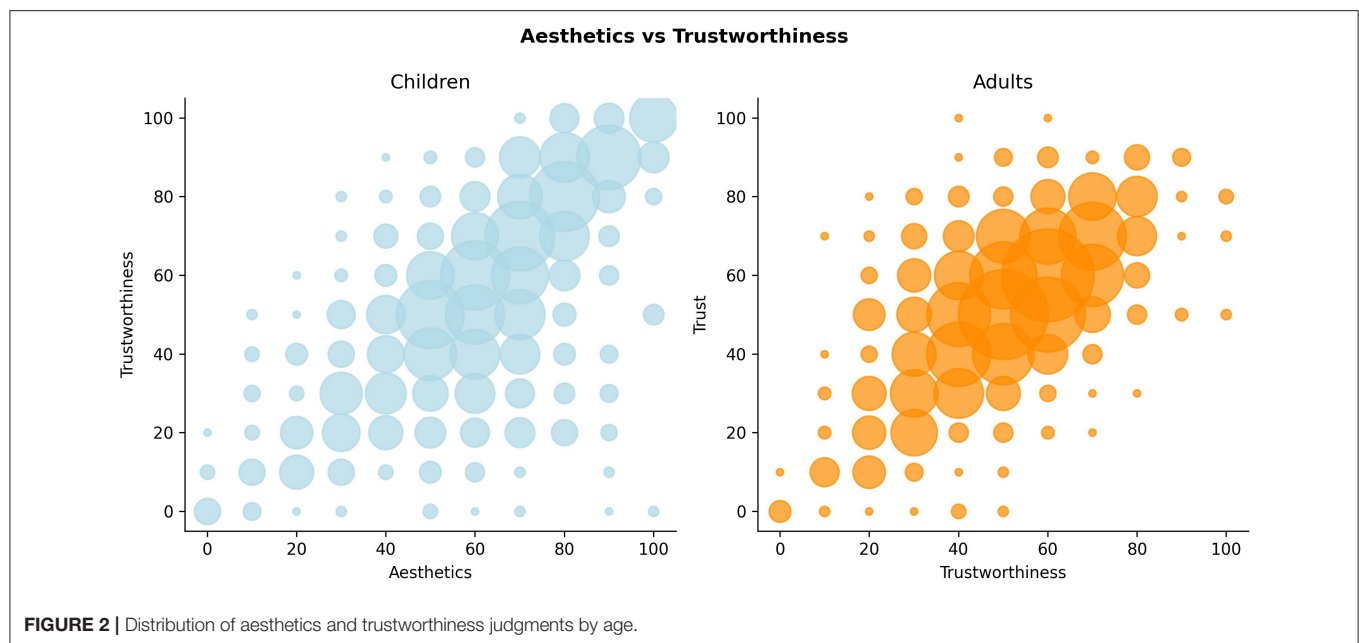 Aesthetics vs Trustworthiness
Children
Adults
100
80
60
40
20
0
Trustworthiness
0 20 40 60 80 100
Aesthetics
100
80
60
40
20
0
Trust
0 20 40 60 80 100
Trustworthiness
FIGURE 2 | Distribution of aesthetics and trustworthiness judgments by age.